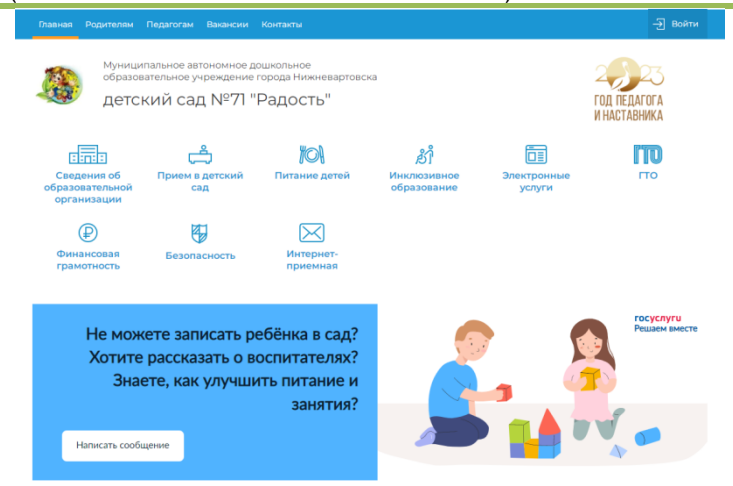 Главная Родителям Педагогам Вакансии Контакты Войти
Муниципальное автономное дошкольное
образовательное учреждение города Нижневартовска
детский сад №71 "Радость"
2023
ГОД ПЕДАГОГА
И НАСТАВНИКА
Сведения об
образовательной
организации
Прием в детский
сад
Питание детей
Инклюзивное
образование
Электронные
услуги
ГТО
ГТО
Финансовая
грамотность
Безопасность
Интернет-
приемная
Не можете записать ребёнка в сад?
Хотите рассказать о воспитателях?
Знаете, как улучшить питание и
занятия?
Написать сообщение
госуслуги
Решаем вместе